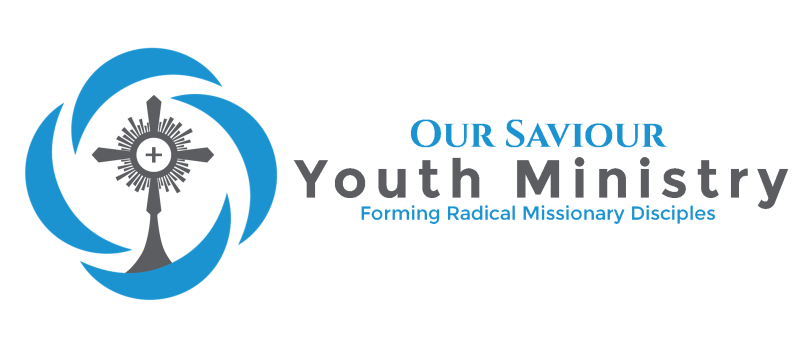 Our Saviour
Youth Ministry
Forming Radical Missionary Disciples